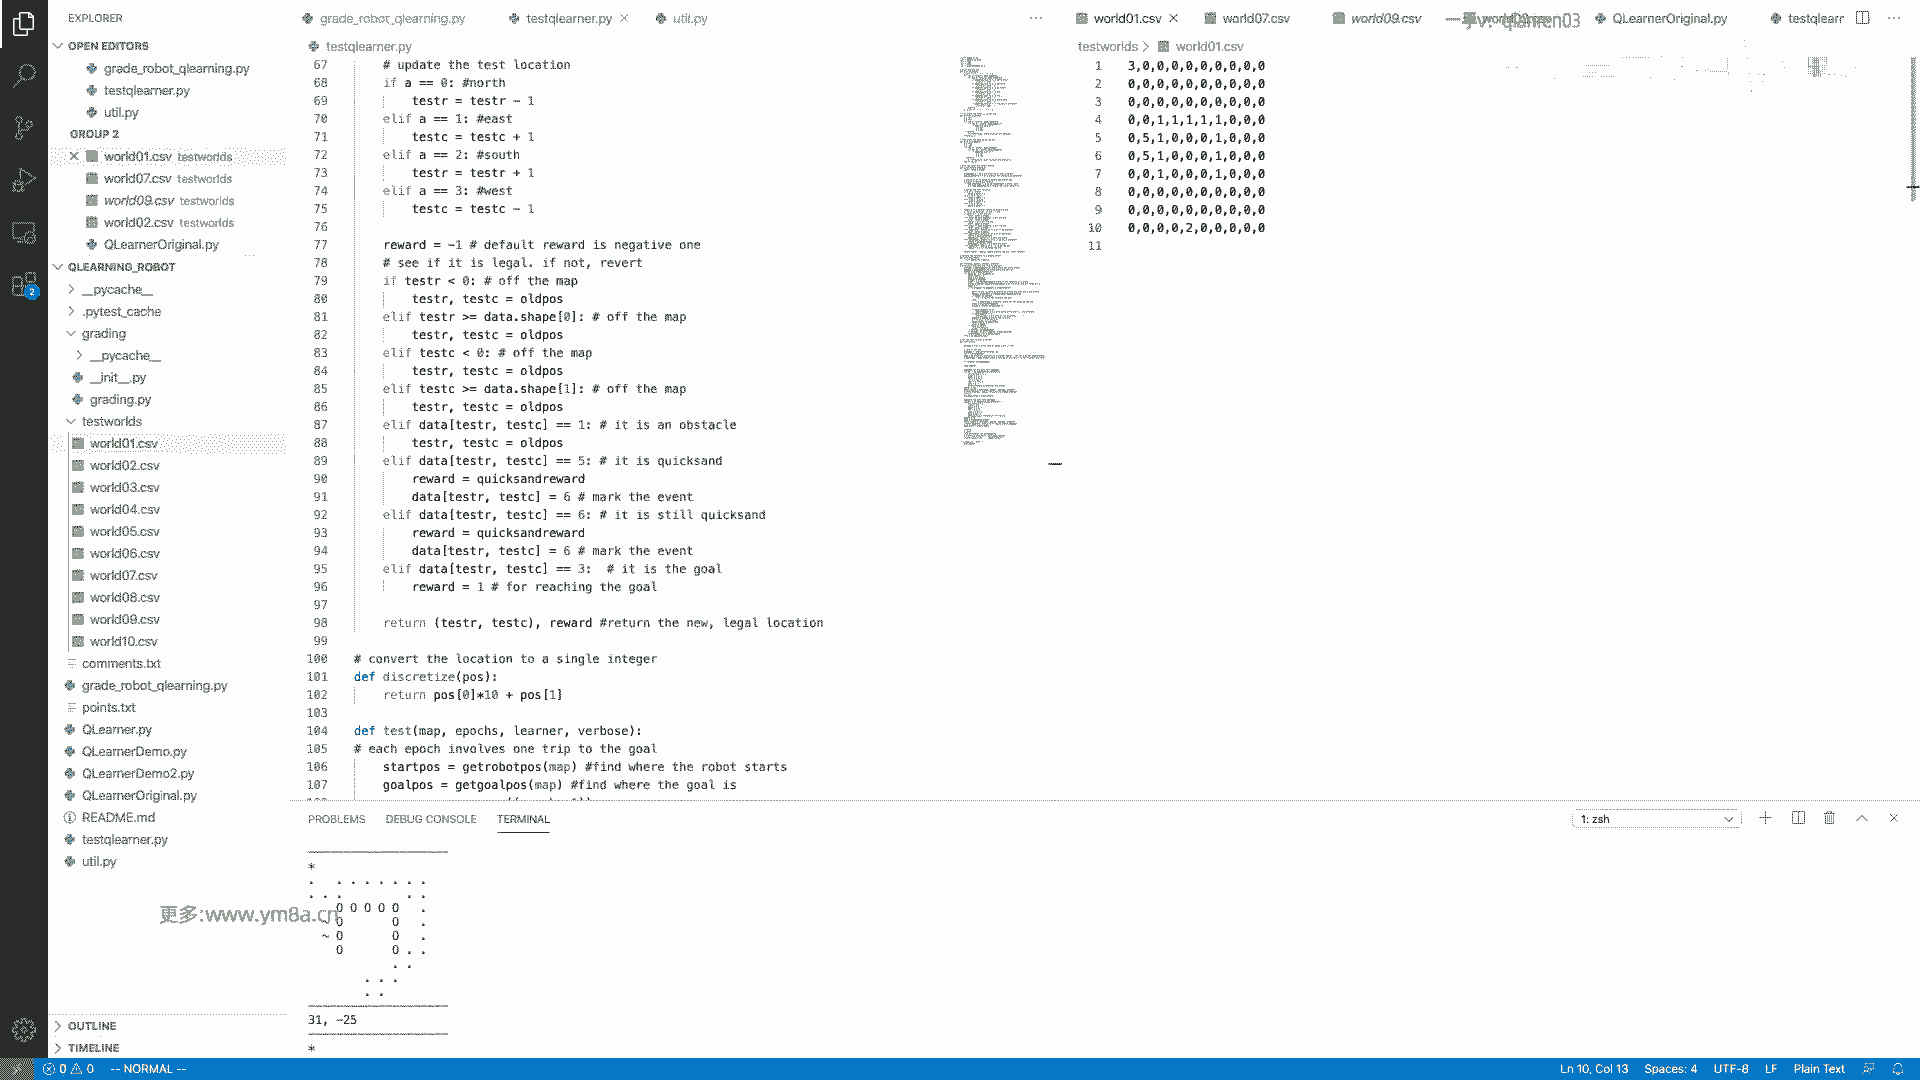 EXPLORER
OPEN EDITORS
grade_robot_qlearning.py
testqlearner.py
util.py
GROUP 2
world01.csv testworlds
world07.csv testworlds
world09.csv testworlds
world02.csv testworlds
QLearnerOriginal.py
QLEARNING_ROBOT
__pycache__
.pytest_cache
grading
__pycache__
__init__.py
grading.py
testworlds
world01.csv
world02.csv
world03.csv
world04.csv
world05.csv
world06.csv
world07.csv
world08.csv
world09.csv
world10.csv
comments.txt
grade_robot_qlearning.py
points.txt
QLearner.py
QLearnerDemo.py
QLearnerDemo2.py
QLearnerOriginal.py
README.md
testqlearner.py
util.py
更多:www.ym8a.cn
OUTLINE
TIMELINE
grade_robot_qlearning.py testqlearner.py util.py
testqlearner.py
67 # update the test location
68 if a == 0: #north
69 testr = testr - 1
70 elif a == 1: #east
71 testc = testc + 1
72 elif a == 2: #south
73 testr = testr + 1
74 elif a == 3: #west
75 testc = testc - 1
76
77 reward = -1 # default reward is negative one
78 # see if it is legal. if not, revert
79 if testr < 0: # off the map
80 testr, testc = oldpos
81 elif testr >= data.shape[0]: # off the map
82 testr, testc = oldpos
83 elif testc < 0: # off the map
84 testr, testc = oldpos
85 elif testc >= data.shape[1]: # off the map
86 testr, testc = oldpos
87 elif data[testr, testc] == 1: # it is an obstacle
88 testr, testc = oldpos
89 elif data[testr, testc] == 5: # it is quicksand
90 reward = quicksandreward
91 data[testr, testc] = 6 # mark the event
92 elif data[testr, testc] == 6: # it is still quicksand
93 reward = quicksandreward
94 data[testr, testc] = 6 # mark the event
95 elif data[testr, testc] == 3:  # it is the goal
96 reward = 1 # for reaching the goal
97
98 return (testr, testc), reward #return the new, legal location
99
100 # convert the location to a single integer
101 def discretize(pos):
102 return pos[0]*10 + pos[1]
103
104 def test(map, epochs, learner, verbose):
105 # each epoch involves one trip to the goal
106 startpos = getrobotpos(map) #find where the robot starts
107 goalpos = getgoalpos(map) #find where the goal is
world01.csv world07.csv world09.csv QLearnerOriginal.py testqlearr
testworlds > world01.csv
1 3,0,0,0,0,0,0,0,0,0
2 0,0,0,0,0,0,0,0,0,0
3 0,0,0,0,0,0,0,0,0,0
4 0,0,1,1,1,1,1,0,0,0
5 0,5,1,0,0,0,1,0,0,0
6 0,5,1,0,0,0,1,0,0,0
7 0,0,1,0,0,0,1,0,0,0
8 0,0,0,0,0,0,0,0,0,0
9 0,0,0,0,0,0,0,0,0,0
10 0,0,0,0,2,0,0,0,0,0
11
PROBLEMS DEBUG CONSOLE TERMINAL
1: zsh
*
. . . . . . . .
. . . . .
O O O O O .
~ O O .
~ O O .
O O . .
. .
. . .
. .
31, -25
*
0 0 -- NORMAL --
Ln 10, Col 13 Spaces: 4 UTF-8 LF Plain Text